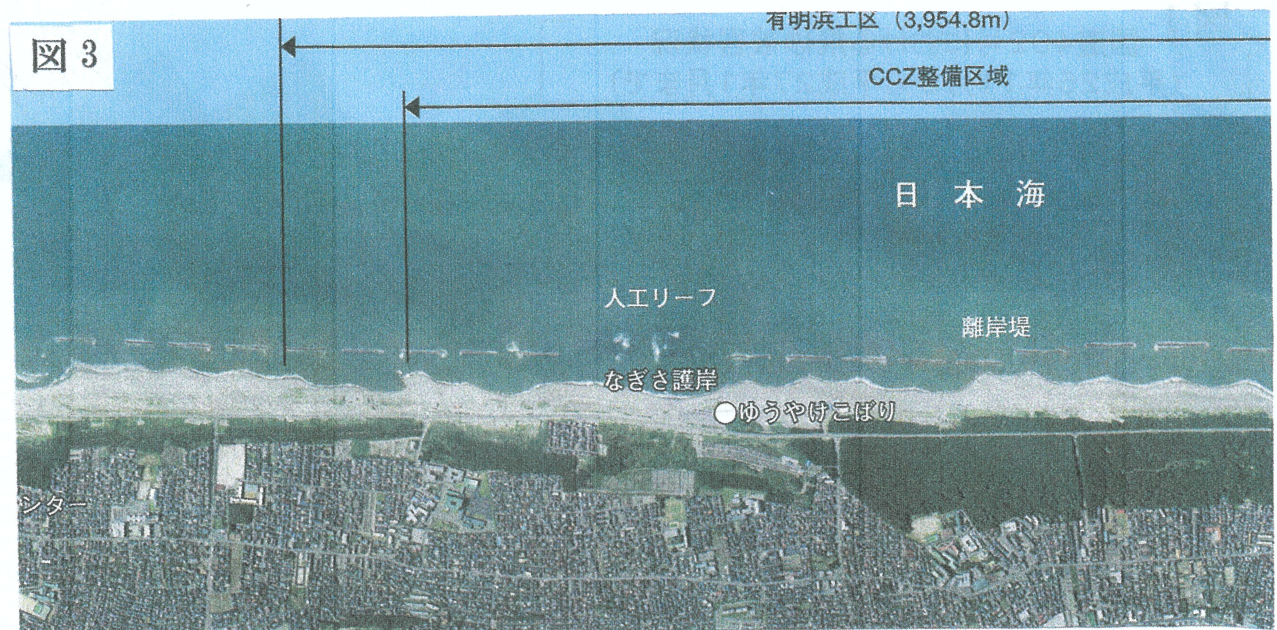 図 3
有明浜工区（3,954.8m）
CCZ整備区域
日本海
人工リーフ
離岸堤
なぎさ護岸
ゆうやけこばり
ンター